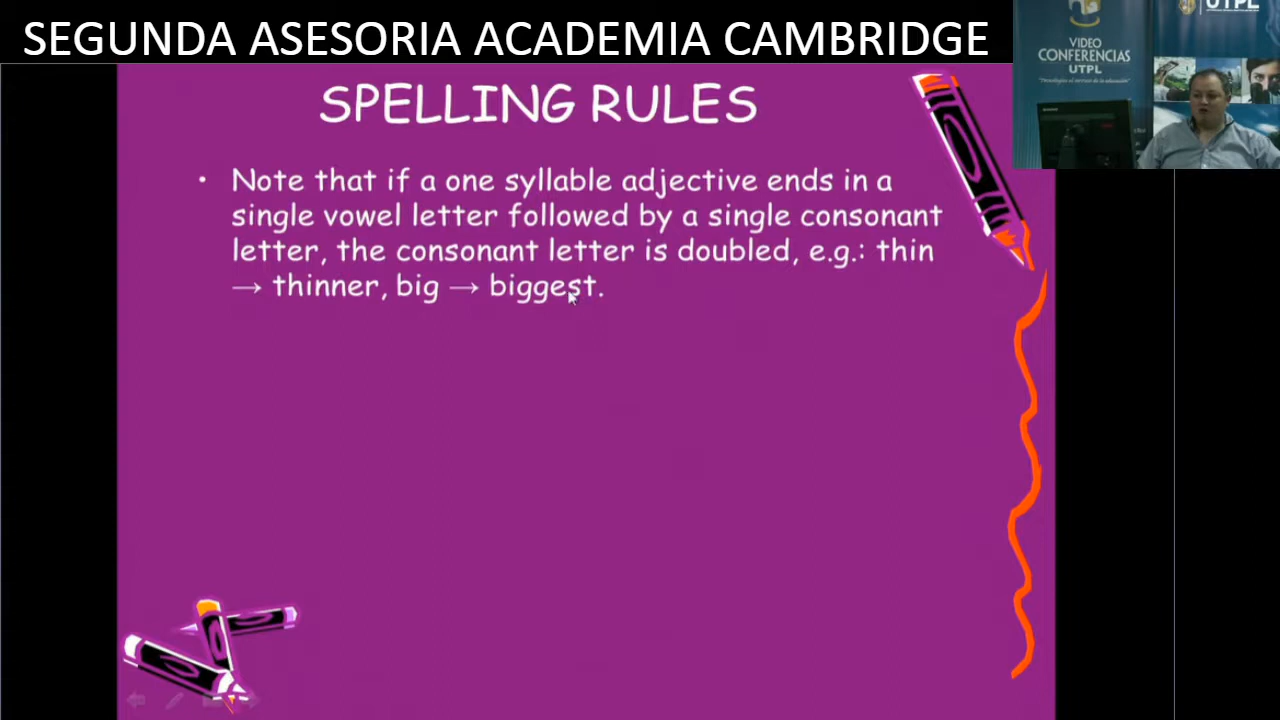 SEGUNDA ASESORIA ACADEMIA CAMBRIDGE
UTPL
VIDEO
CONFERENCIAS
UTPL
SPELLING RULES
• Note that if a one syllable adjective ends in a
single vowel letter followed by a single consonant
letter, the consonant letter is doubled, e.g.: thin
→ thinner, big → biggest.